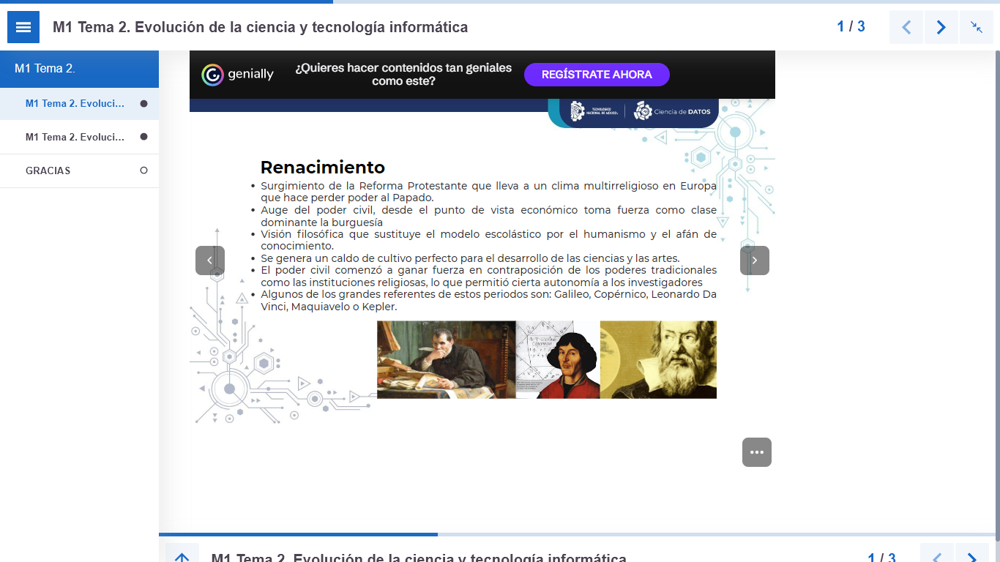 M1 Tema 2. Evolución de la ciencia y tecnología informática
1 / 3
M1 Tema 2.
M1 Tema 2. Evoluci...
M1 Tema 2. Evoluci...
GRACIAS
genially
¿Quieres hacer contenidos tan geniales
como este?
REGÍSTRATE AHORA
TECNOLÓGICO
NACIONAL DE MÉXICO
Ciencia de DATOS
Renacimiento
• Surgimiento de la Reforma Protestante que lleva a un clima multirreligioso en Europa
que hace perder poder al Papado.
• Auge del poder civil, desde el punto de vista económico toma fuerza como clase
dominante la burguesía
• Visión filosófica que sustituye el modelo escolástico por el humanismo y el afán de
conocimiento.
• Se genera un caldo de cultivo perfecto para el desarrollo de las ciencias y las artes.
• El poder civil comenzó a ganar fuerza en contraposición de los poderes tradicionales
como las instituciones religiosas, lo que permitió cierta autonomía a los investigadores
• Algunos de los grandes referentes de estos periodos son: Galileo, Copérnico, Leonardo Da
Vinci, Maquiavelo o Kepler.
M1 Tema 2. Evolución de la ciencia y tecnología informática
1 / 3